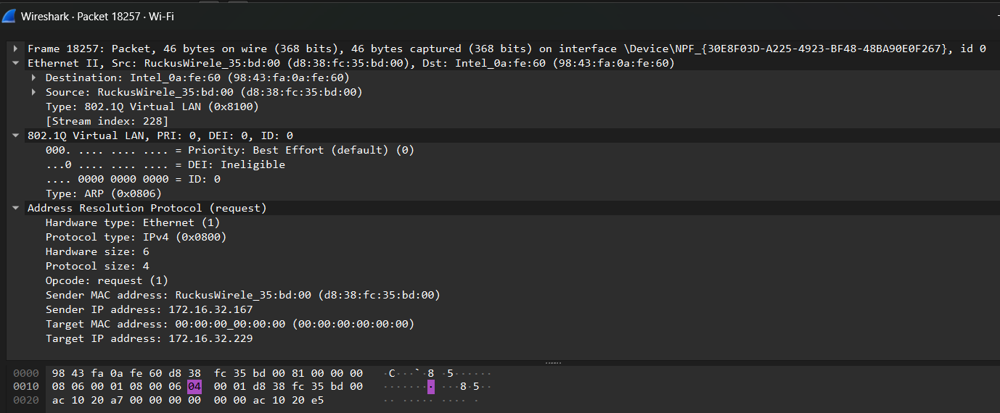 Wireshark · Packet 18257 · Wi-Fi
Frame 18257: Packet, 46 bytes on wire (368 bits), 46 bytes captured (368 bits) on interface \Device\NPF_{30E8F03D-A225-4923-BF48-48BA90E0F267}, id 0
Ethernet II, Src: RuckusWirele_35:bd:00 (d8:38:fc:35:bd:00), Dst: Intel_0a:fe:60 (98:43:fa:0a:fe:60)
Destination: Intel_0a:fe:60 (98:43:fa:0a:fe:60)
Source: RuckusWirele_35:bd:00 (d8:38:fc:35:bd:00)
Type: 802.1Q Virtual LAN (0x8100)
[Stream index: 228]
802.1Q Virtual LAN, PRI: 0, DEI: 0, ID: 0
000. .... .... .... = Priority: Best Effort (default) (0)
...0 .... .... .... = DEI: Ineligible
.... 0000 0000 0000 = ID: 0
Type: ARP (0x0806)
Address Resolution Protocol (request)
Hardware type: Ethernet (1)
Protocol type: IPv4 (0x0800)
Hardware size: 6
Protocol size: 4
Opcode: request (1)
Sender MAC address: RuckusWirele_35:bd:00 (d8:38:fc:35:bd:00)
Sender IP address: 172.16.32.167
Target MAC address: 00:00:00_00:00:00 (00:00:00:00:00:00)
Target IP address: 172.16.32.229
0000 98 43 fa 0a fe 60 d8 38 fc 35 bd 00 81 00 00 00 ·C···`·8 ·5······
0010 08 06 00 01 08 00 06 04 00 01 d8 38 fc 35 bd 00 ········ ···8·5··
0020 ac 10 20 a7 00 00 00 00 00 00 ac 10 20 e5 ·· ····· ···· ·